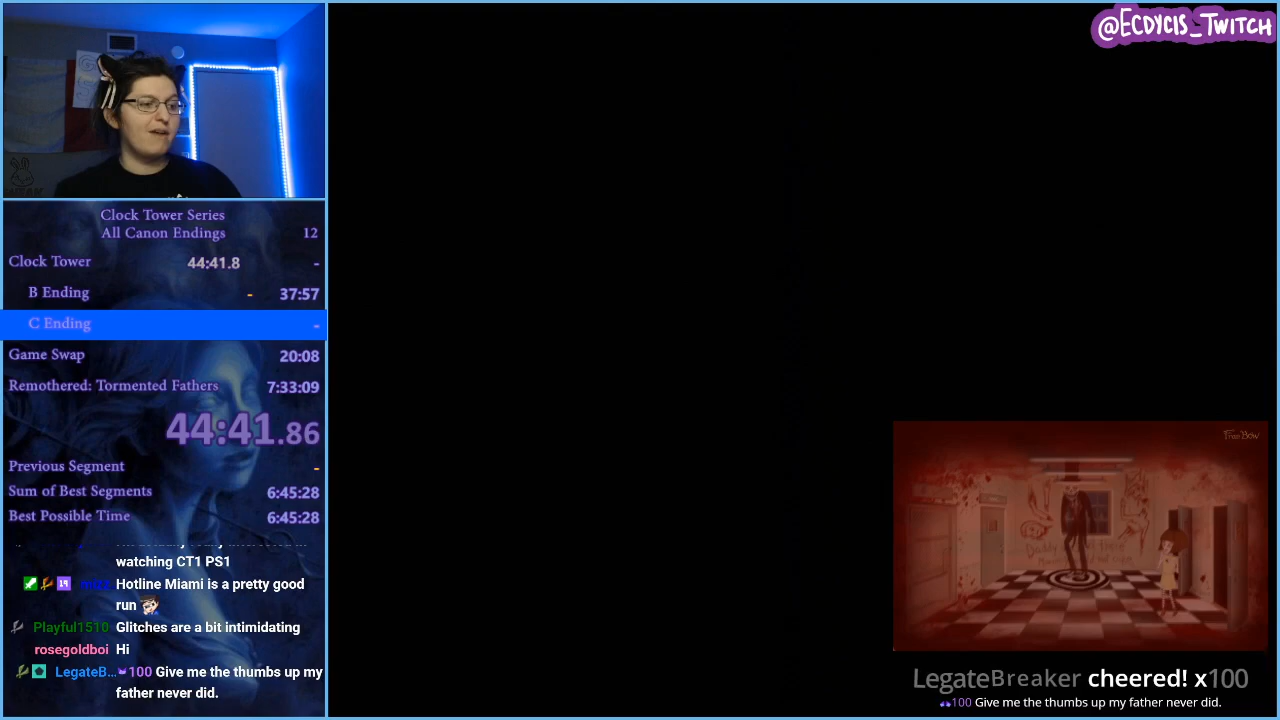 @ECDYCIS_TWITCH
Clock Tower Series
All Canon Endings 12
Clock Tower 44:41.8 -
B Ending - 37:57
C Ending -
Game Swap 20:08
Remothered: Tormented Fathers 7:33:09
44:41.86
Previous Segment -
Sum of Best Segments 6:45:28
Best Possible Time 6:45:28
watching CT1 PS1
Hotline Miami is a pretty good
run
Playful1510 Glitches are a bit intimidating
rosegoldboi Hi
LegateB... 100 Give me the thumbs up my
father never did.
Fran Bow
LegateBreaker cheered! x100
100 Give me the thumbs up my father never did.